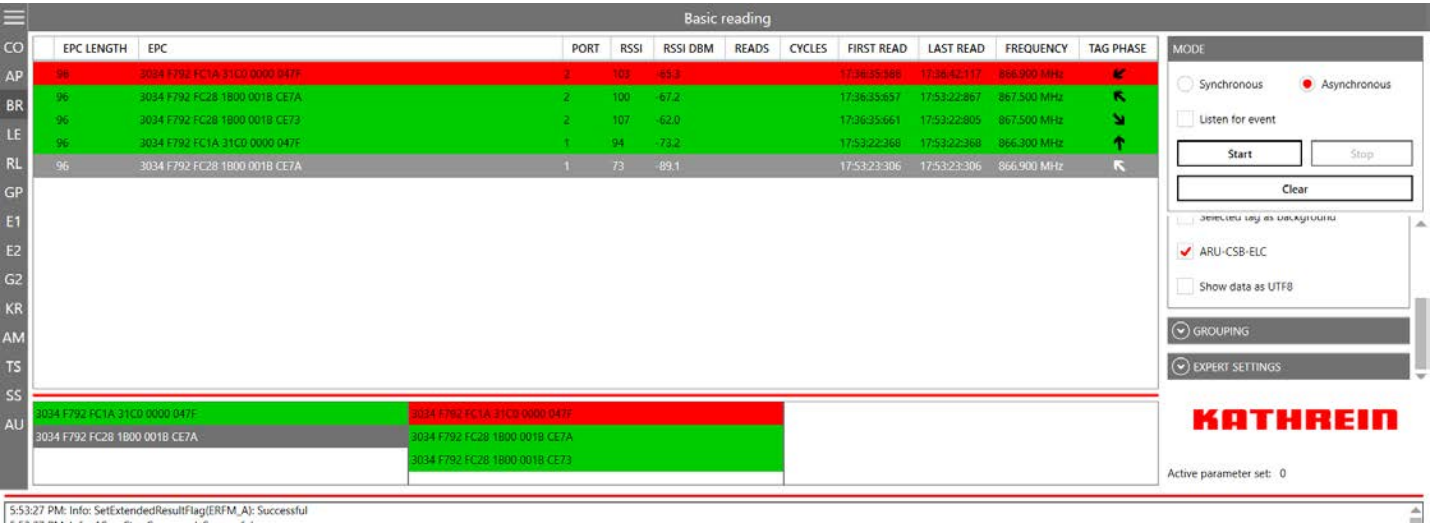 Basic reading
CO
AP
BR
LE
RL
GP
E1
E2
G2
KR
AM
TS
SS
AU
EPC LENGTH EPC PORT RSSI RSSI DBM READS CYCLES FIRST READ LAST READ FREQUENCY TAG PHASE
96 3034 F792 FC1A 31C0 0000 047F 2 103 -65.3 17:36:35:586 17:36:42:117 866.900 MHz
96 3034 F792 FC28 1800 001B CE7A 2 100 -67.2 17:36:35:657 17:53:22:867 867.500 MHz
96 3034 F792 FC28 1800 001B CE73 2 107 -62.0 17:36:35:661 17:53:22:805 867.500 MHz
96 3034 F792 FC1A 31C0 0000 047F 1 94 -73.2 17:53:22:368 17:53:22:368 866.300 MHz
96 3034 F792 FC28 1800 001B CE7A 1 73 -89.1 17:53:23:306 17:53:23:306 866.900 MHz
MODE
Synchronous Asynchronous
Listen for event
Start Stop
Clear
Selected tag as background
ARU-CSB-ELC
Show data as UTF8
GROUPING
EXPERT SETTINGS
3034 F792 FC1A 31C0 0000 047F
3034 F792 FC28 1800 001B CE7A
3034 F792 FC1A 31C0 0000 047F
3034 F792 FC28 1800 001B CE7A
3034 F792 FC28 1800 001B CE73
KATHREIN
Active parameter set: 0
5:53:27 PM: Info: SetExtendedResultFlag(ERFM_A): Successful